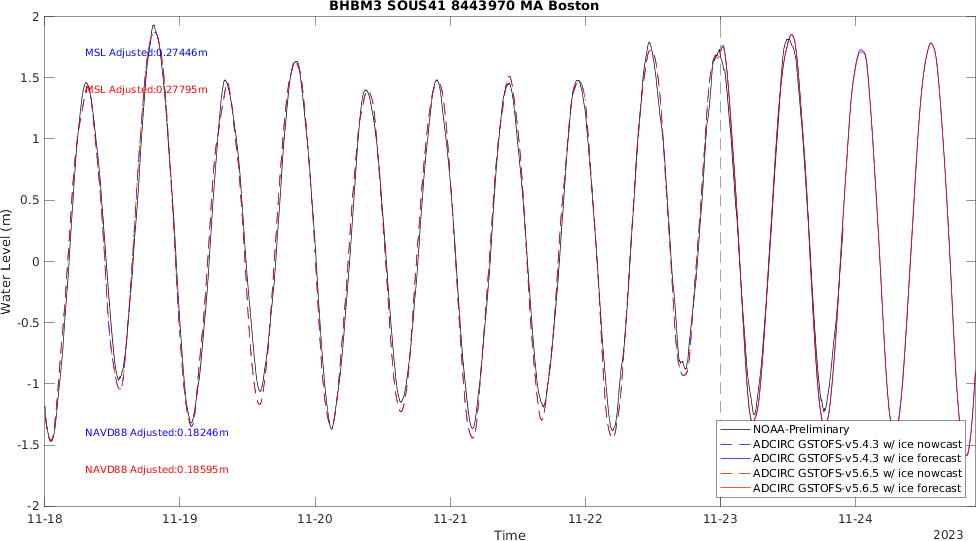 BHBM3 SOUS41 8443970 MA Boston
2
1.5
1
0.5
0
-0.5
-1
-1.5
-2
Water Level (m)
MSL Adjusted:0.27446m
MSL Adjusted:0.27795m
NAVD88 Adjusted:0.18246m
NAVD88 Adjusted:0.18595m
NOAA-Preliminary
ADCIRC GSTOFS-v5.4.3 w/ ice nowcast
ADCIRC GSTOFS-v5.4.3 w/ ice forecast
ADCIRC GSTOFS-v5.6.5 w/ ice nowcast
ADCIRC GSTOFS-v5.6.5 w/ ice forecast
11-18 11-19 11-20 11-21 11-22 11-23 11-24
Time
2023